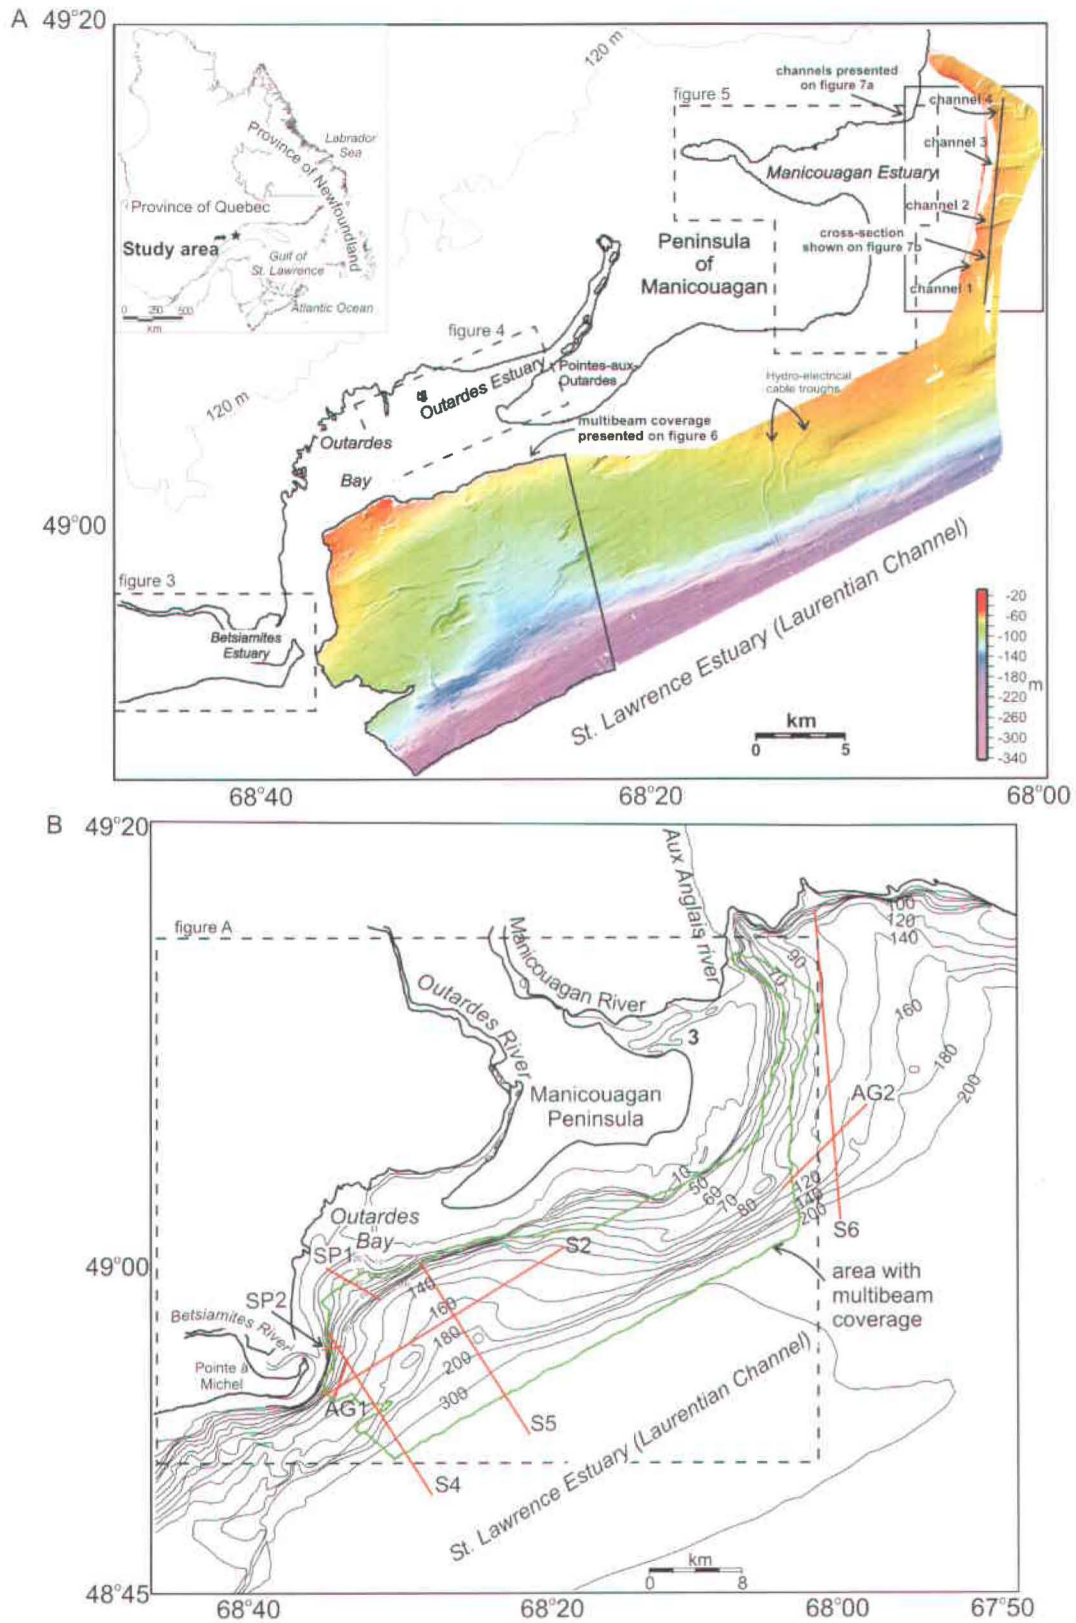 A
49°20
120 m
channels presented
on figure 7a
figure 5
channel 4
Province of Newfoundland
Labrador
Sea
channel 3
Manicouagan Estuary
Province of Quebec
channel 2
Study area
Peninsula
of
Manicouagan
cross-section
shown on figure 7b
Gulf of
St. Lawrence
channel 1
0 250 500
km
Atlantic Ocean
figure 4
Outardes Estuary
Pointes-aux-
Outardes
Hydro-electrical
cable troughs
120 m
multibeam coverage
presented on figure 6
Outardes
Bay
49°00
figure 3
Betsiamites
Estuary
St. Lawrence Estuary (Laurentian Channel)
-20
-60
-100
-140
-180
m
-220
-260
-300
-340
km
0 5
68°40 68°20 68°00
B
49°20
Aux Anglais river
figure A
100
120
140
90
70
Manicouagan River
Outardes River
160
3
180
200
Manicouagan
Peninsula
AG2
10
50
60
70
80
120
140
200
Outardes
Bay
S6
S2
49°00
SP1
140
160
180
200
300
area with
multibeam
coverage
SP2
Betsiamites River
Pointe à
Michel
AG1
S5
S4
St. Lawrence Estuary (Laurentian Channel)
km
0 8
48°45
68°40 68°20 68°00 67°50